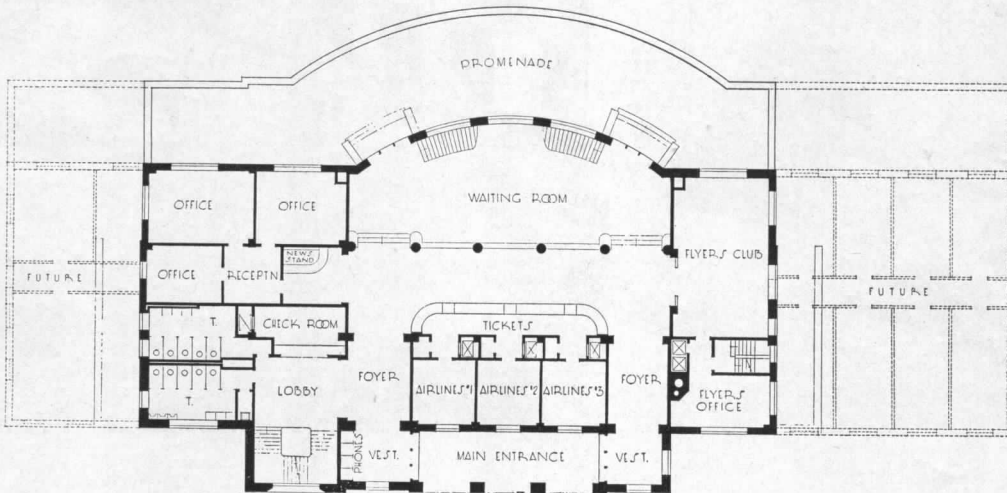 PROMENADE
WAITING ROOM
OFFICE
OFFICE
NEWS
STAND
OFFICE
RECEPTN
FUTURE
FLYERS CLUB
FUTURE
T.
CHECK ROOM
TICKETS
T.
LOBBY
FOYER
AIRLINES #1
AIRLINES #2
AIRLINES #3
FOYER
FLYERS
OFFICE
PHONES
VEST.
MAIN ENTRANCE
VEST.